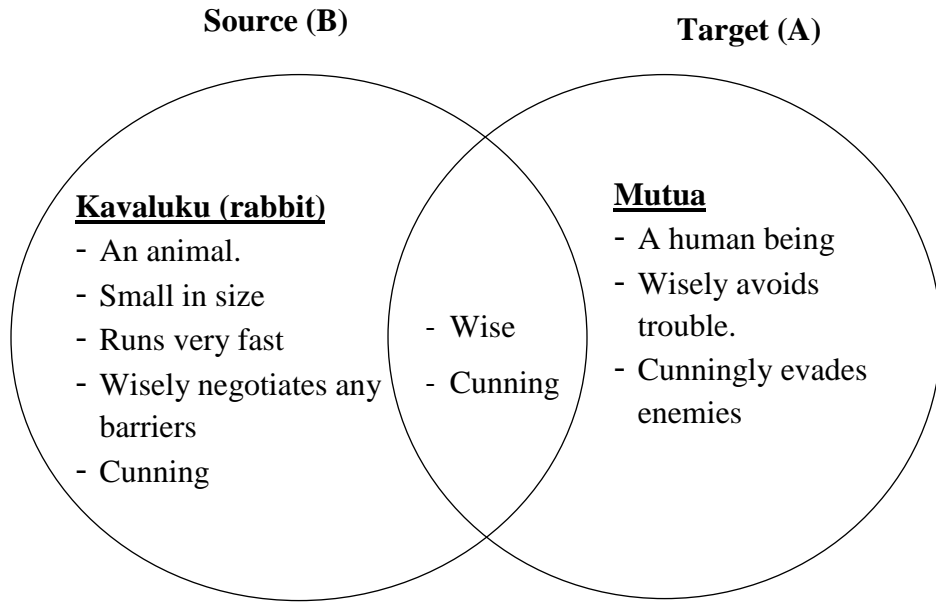 Source (B)
Target (A)
Kavaluku (rabbit)
- An animal.
- Small in size
- Runs very fast
- Wisely negotiates any
barriers
- Cunning
- Wise
- Cunning
Mutua
- A human being
- Wisely avoids
trouble.
- Cunningly evades
enemies